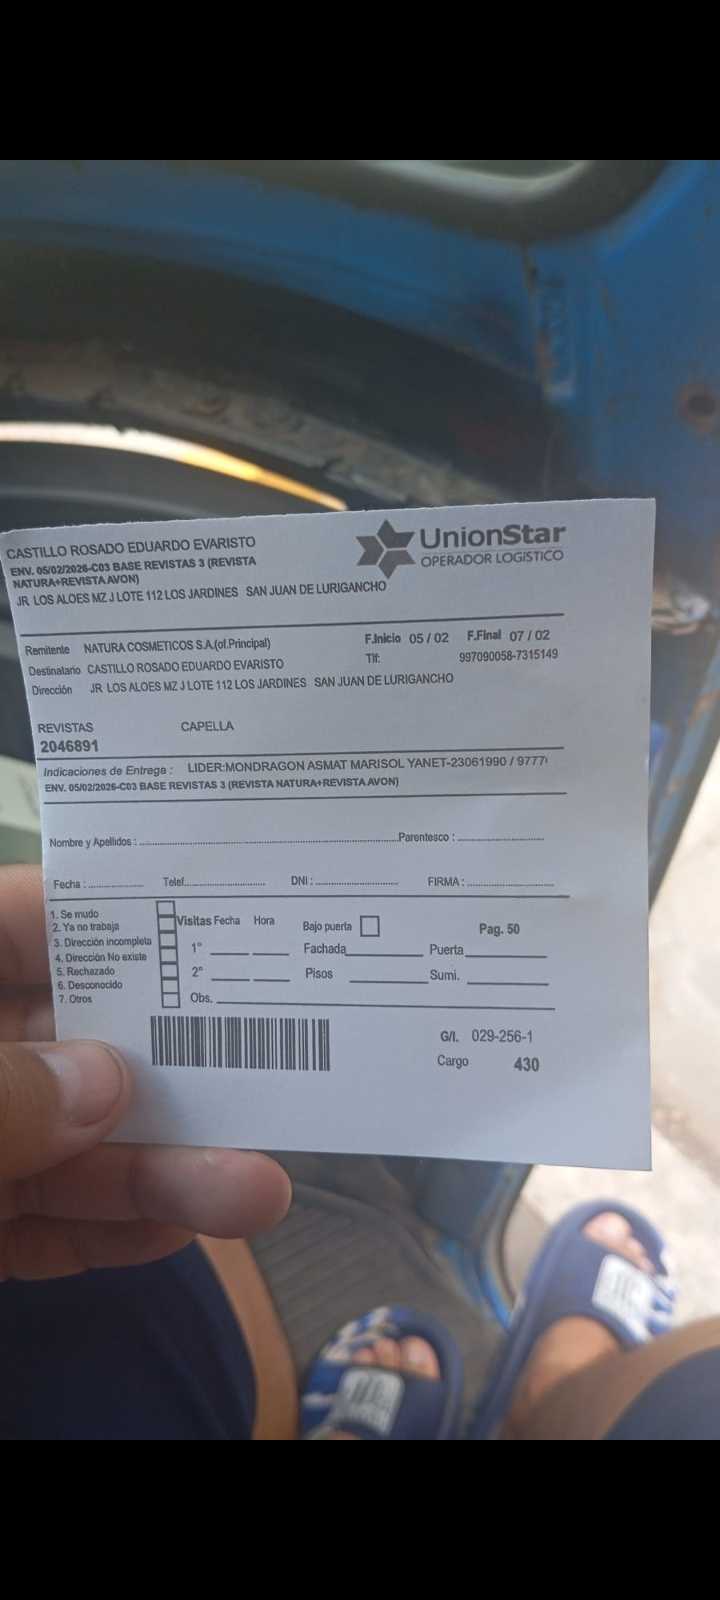 CASTILLO ROSADO EDUARDO EVARISTO
ENV. 05/02/2026-C03 BASE REVISTAS 3 (REVISTA
NATURA+REVISTA AVON)
JR LOS ALOES MZ J LOTE 112 LOS JARDINES SAN JUAN DE LURIGANCHO
UnionStar
OPERADOR LOGISTICO
Remitente NATURA COSMETICOS S.A.(of.Principal) F.Inicio 05 / 02 F.Final 07 / 02
Destinatario CASTILLO ROSADO EDUARDO EVARISTO Tlf: 997090058-7315149
Dirección JR LOS ALOES MZ J LOTE 112 LOS JARDINES SAN JUAN DE LURIGANCHO
REVISTAS CAPELLA
2046891
Indicaciones de Entrega : LIDER:MONDRAGON ASMAT MARISOL YANET-23061990 / 9777
ENV. 05/02/2026-C03 BASE REVISTAS 3 (REVISTA NATURA+REVISTA AVON)
Nombre y Apellidos : Parentesco :
Fecha : Telef. DNI : FIRMA :
1. Se mudo
2. Ya no trabaja
3. Dirección incompleta
4. Dirección No existe
5. Rechazado
6. Desconocido
7. Otros
Visitas Fecha Hora Bajo puerta Pag. 50
1° Fachada Puerta
2° Pisos Sumi.
Obs.
G/I. 029-256-1
Cargo 430